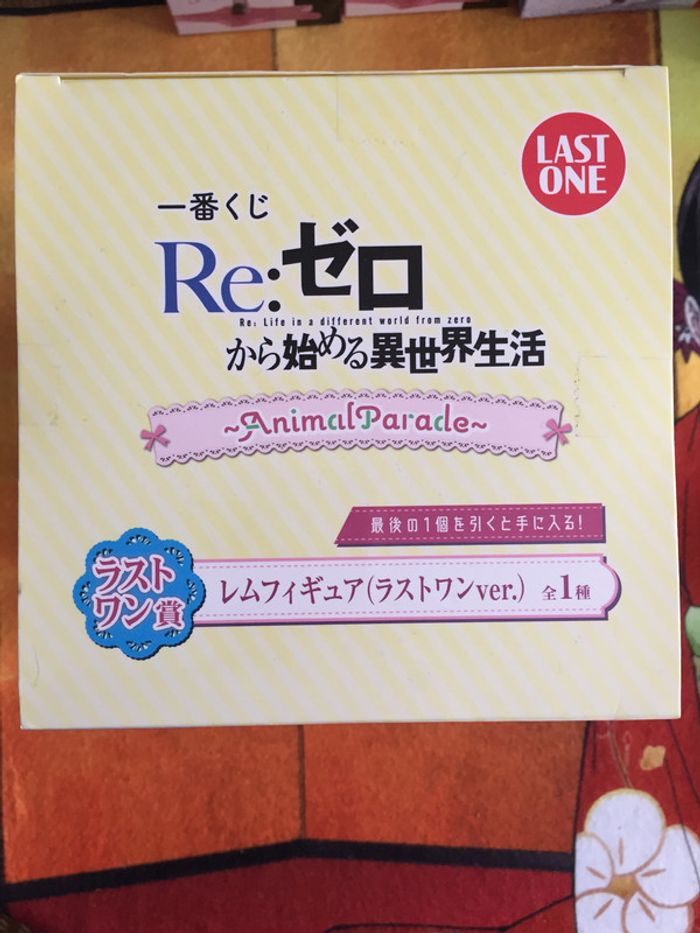 LAST
ONE
一番くじ
Re:ゼロ
Re: Life in a different world from zero
から始める異世界生活
~AnimalParade~
最後の1個を引くと手に入る!
ラスト
ワン賞
レムフィギュア(ラストワンver.) 全1種